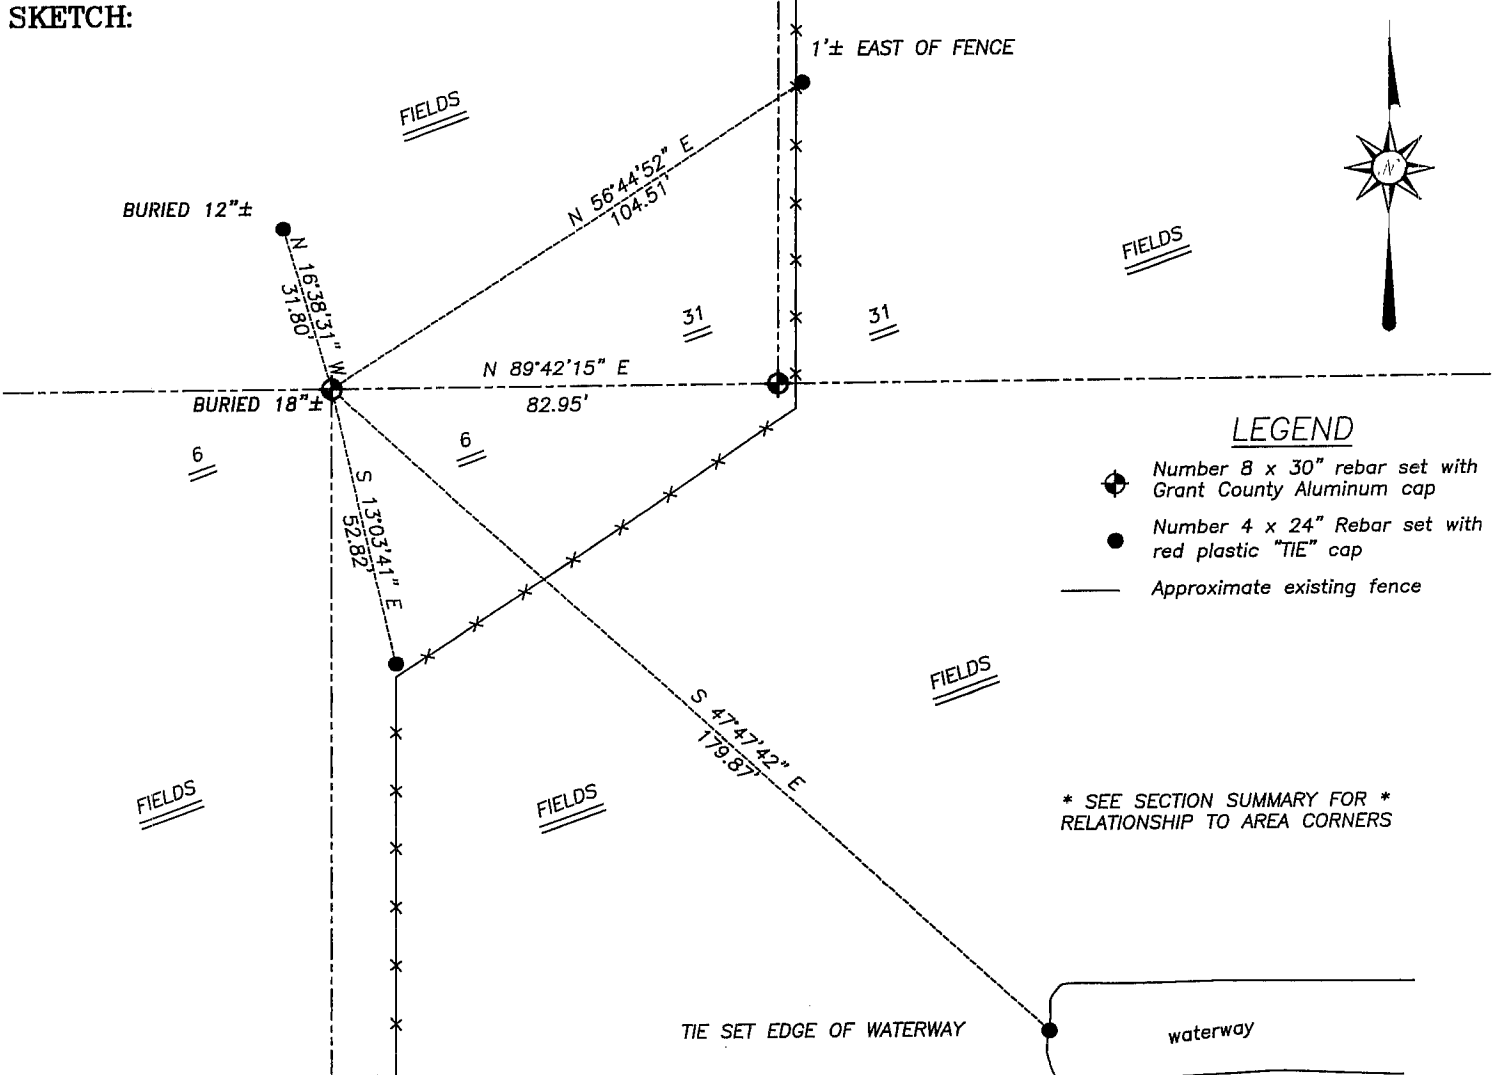 SKETCH:
1'± EAST OF FENCE
FIELDS
N 56°44'52" E
104.51'
BURIED 12"±
N
FIELDS
N 16°38'31" W
31.80'
31
31
N 89°42'15" E
82.95'
BURIED 18"±
6
6
LEGEND
Number 8 x 30" rebar set with
Grant County Aluminum cap
Number 4 x 24" Rebar set with
red plastic "TIE" cap
Approximate existing fence
S 13°03'41" E
52.82'
FIELDS
S 47°47'42" E
179.87'
FIELDS
FIELDS
* SEE SECTION SUMMARY FOR *
RELATIONSHIP TO AREA CORNERS
TIE SET EDGE OF WATERWAY
waterway